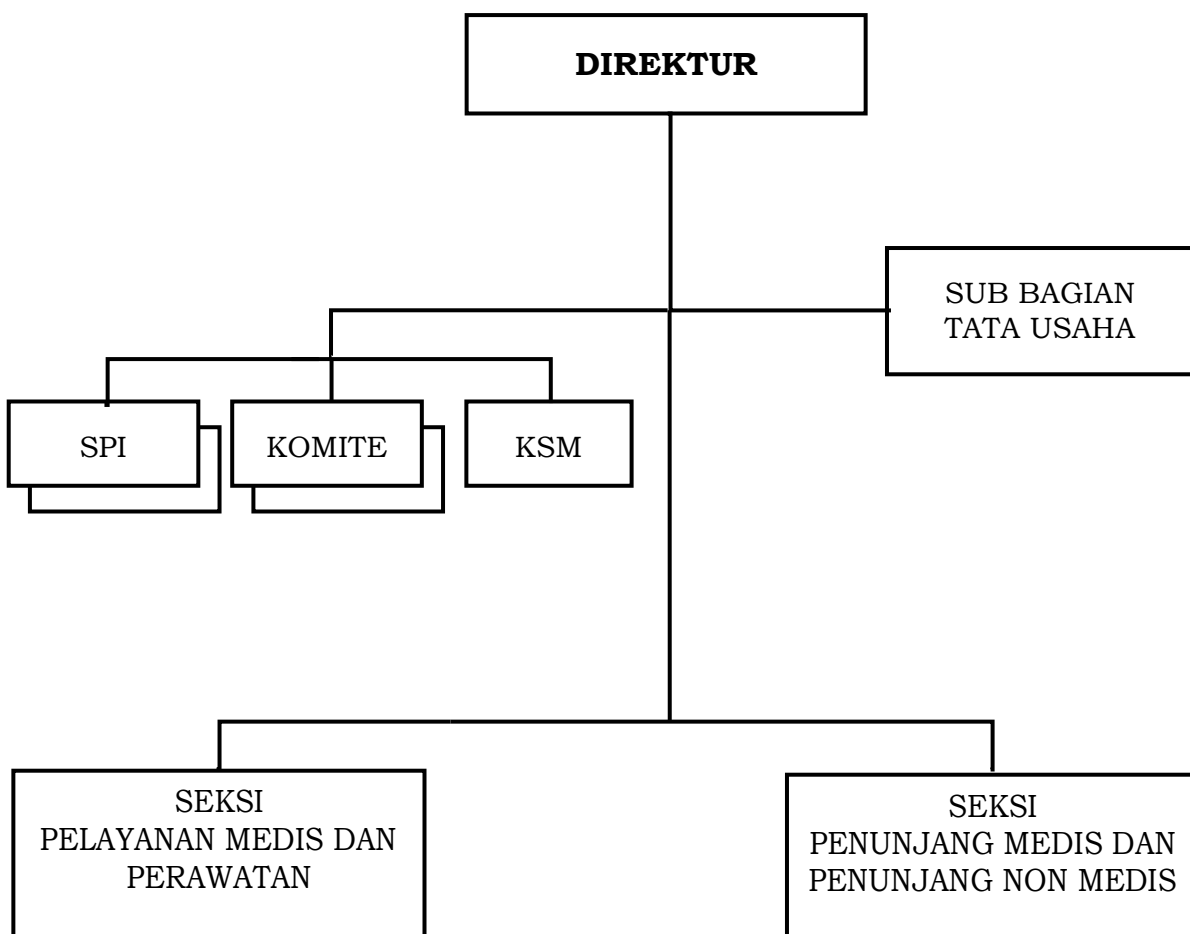 DIREKTUR
SUB BAGIAN
TATA USAHA
SPI
KOMITE
KSM
SEKSI
PELAYANAN MEDIS DAN
PERAWATAN
SEKSI
PENUNJANG MEDIS DAN
PENUNJANG NON MEDIS